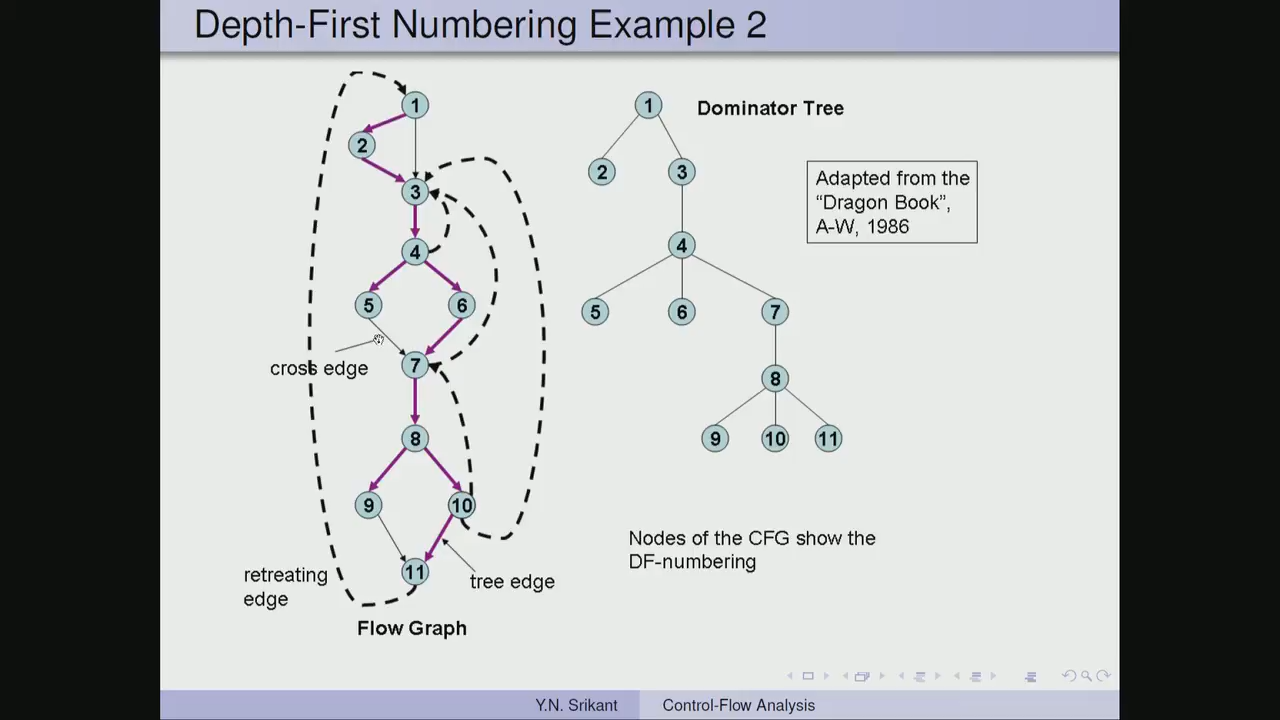 Depth-First Numbering Example 2
1
2
3
4
5
6
cross edge
7
8
9
10
retreating
edge
11
tree edge
Flow Graph
1
Dominator Tree
2
3
4
5
6
7
8
9
10
11
Adapted from the
“Dragon Book”,
A-W, 1986
Nodes of the CFG show the
DF-numbering
Y.N. Srikant
Control-Flow Analysis